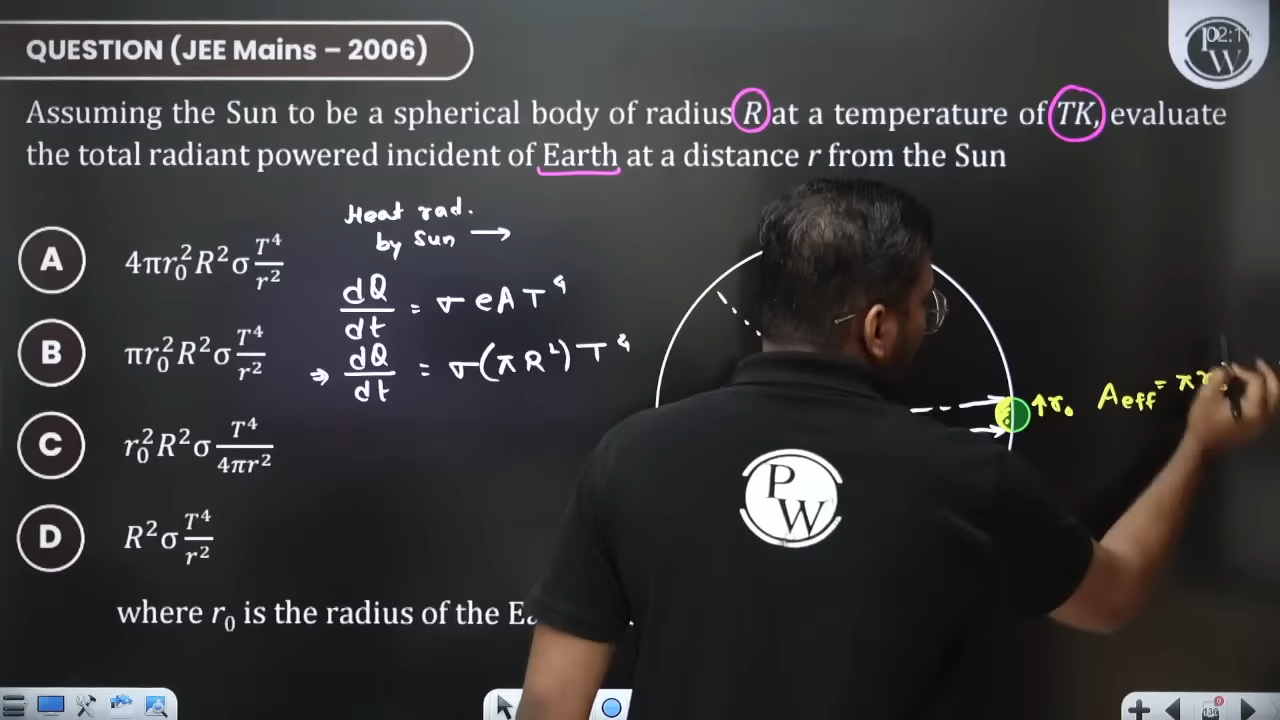 QUESTION (JEE Mains – 2006)
Assuming the Sun to be a spherical body of radius R at a temperature of TK, evaluate
the total radiant powered incident of Earth at a distance r from the Sun
Heat rad.
by Sun →
A 4πr₀²R²σ T⁴/r²
dQ/dt = σ e A T⁴
B πr₀²R²σ T⁴/r²
⇒ dQ/dt = σ(πR²)T⁴
↑r₀ Aeff = π
C r₀²R²σ T⁴/4πr²
D R²σ T⁴/r²
where r₀ is the radius of the
P W
PW
136